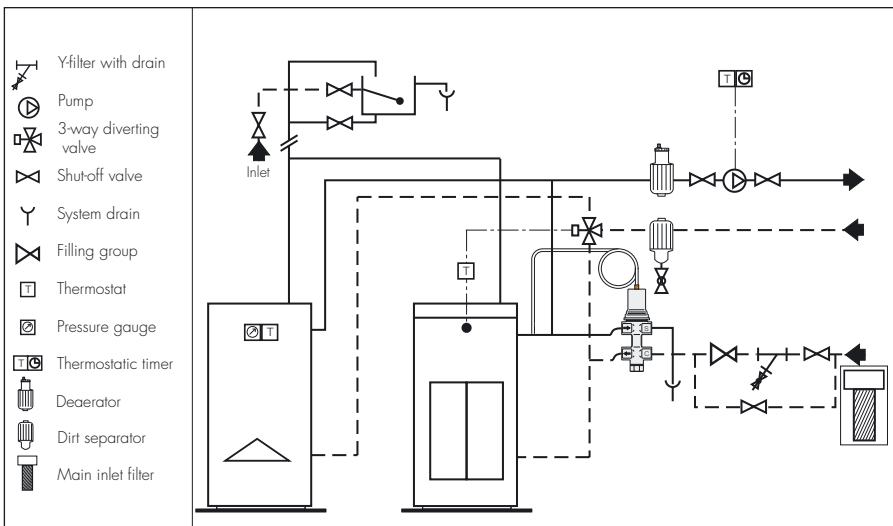 Y-filter with drain
Pump
3-way diverting
valve
Shut-off valve
System drain
Filling group
T
Thermostat
Pressure gauge
T
Thermostatic timer
Deaerator
Dirt separator
Main inlet filter
Inlet
T
T
T
S
C